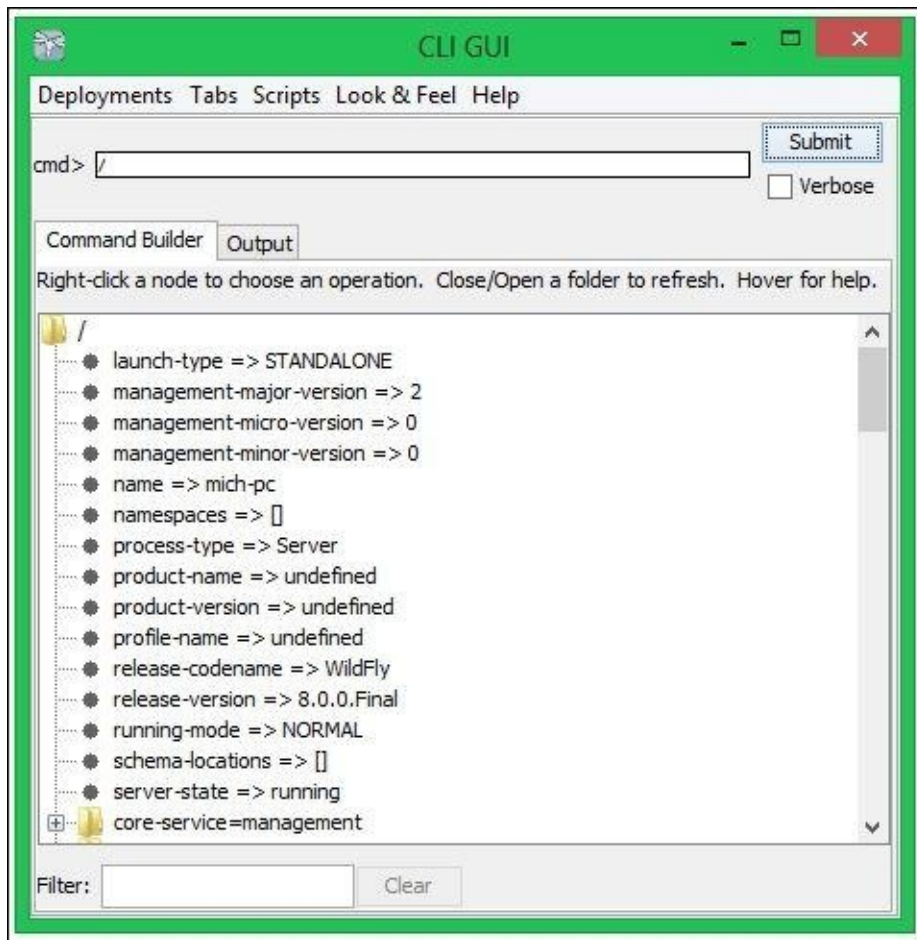 CLI GUI
Deployments Tabs Scripts Look & Feel Help
Submit
cmd> /
Verbose
Command Builder Output
Right-click a node to choose an operation. Close/Open a folder to refresh. Hover for help.
/
launch-type => STANDALONE
management-major-version => 2
management-micro-version => 0
management-minor-version => 0
name => mich-pc
namespaces => []
process-type => Server
product-name => undefined
product-version => undefined
profile-name => undefined
release-codename => WildFly
release-version => 8.0.0.Final
running-mode => NORMAL
schema-locations => []
server-state => running
core-service=management
Filter: Clear